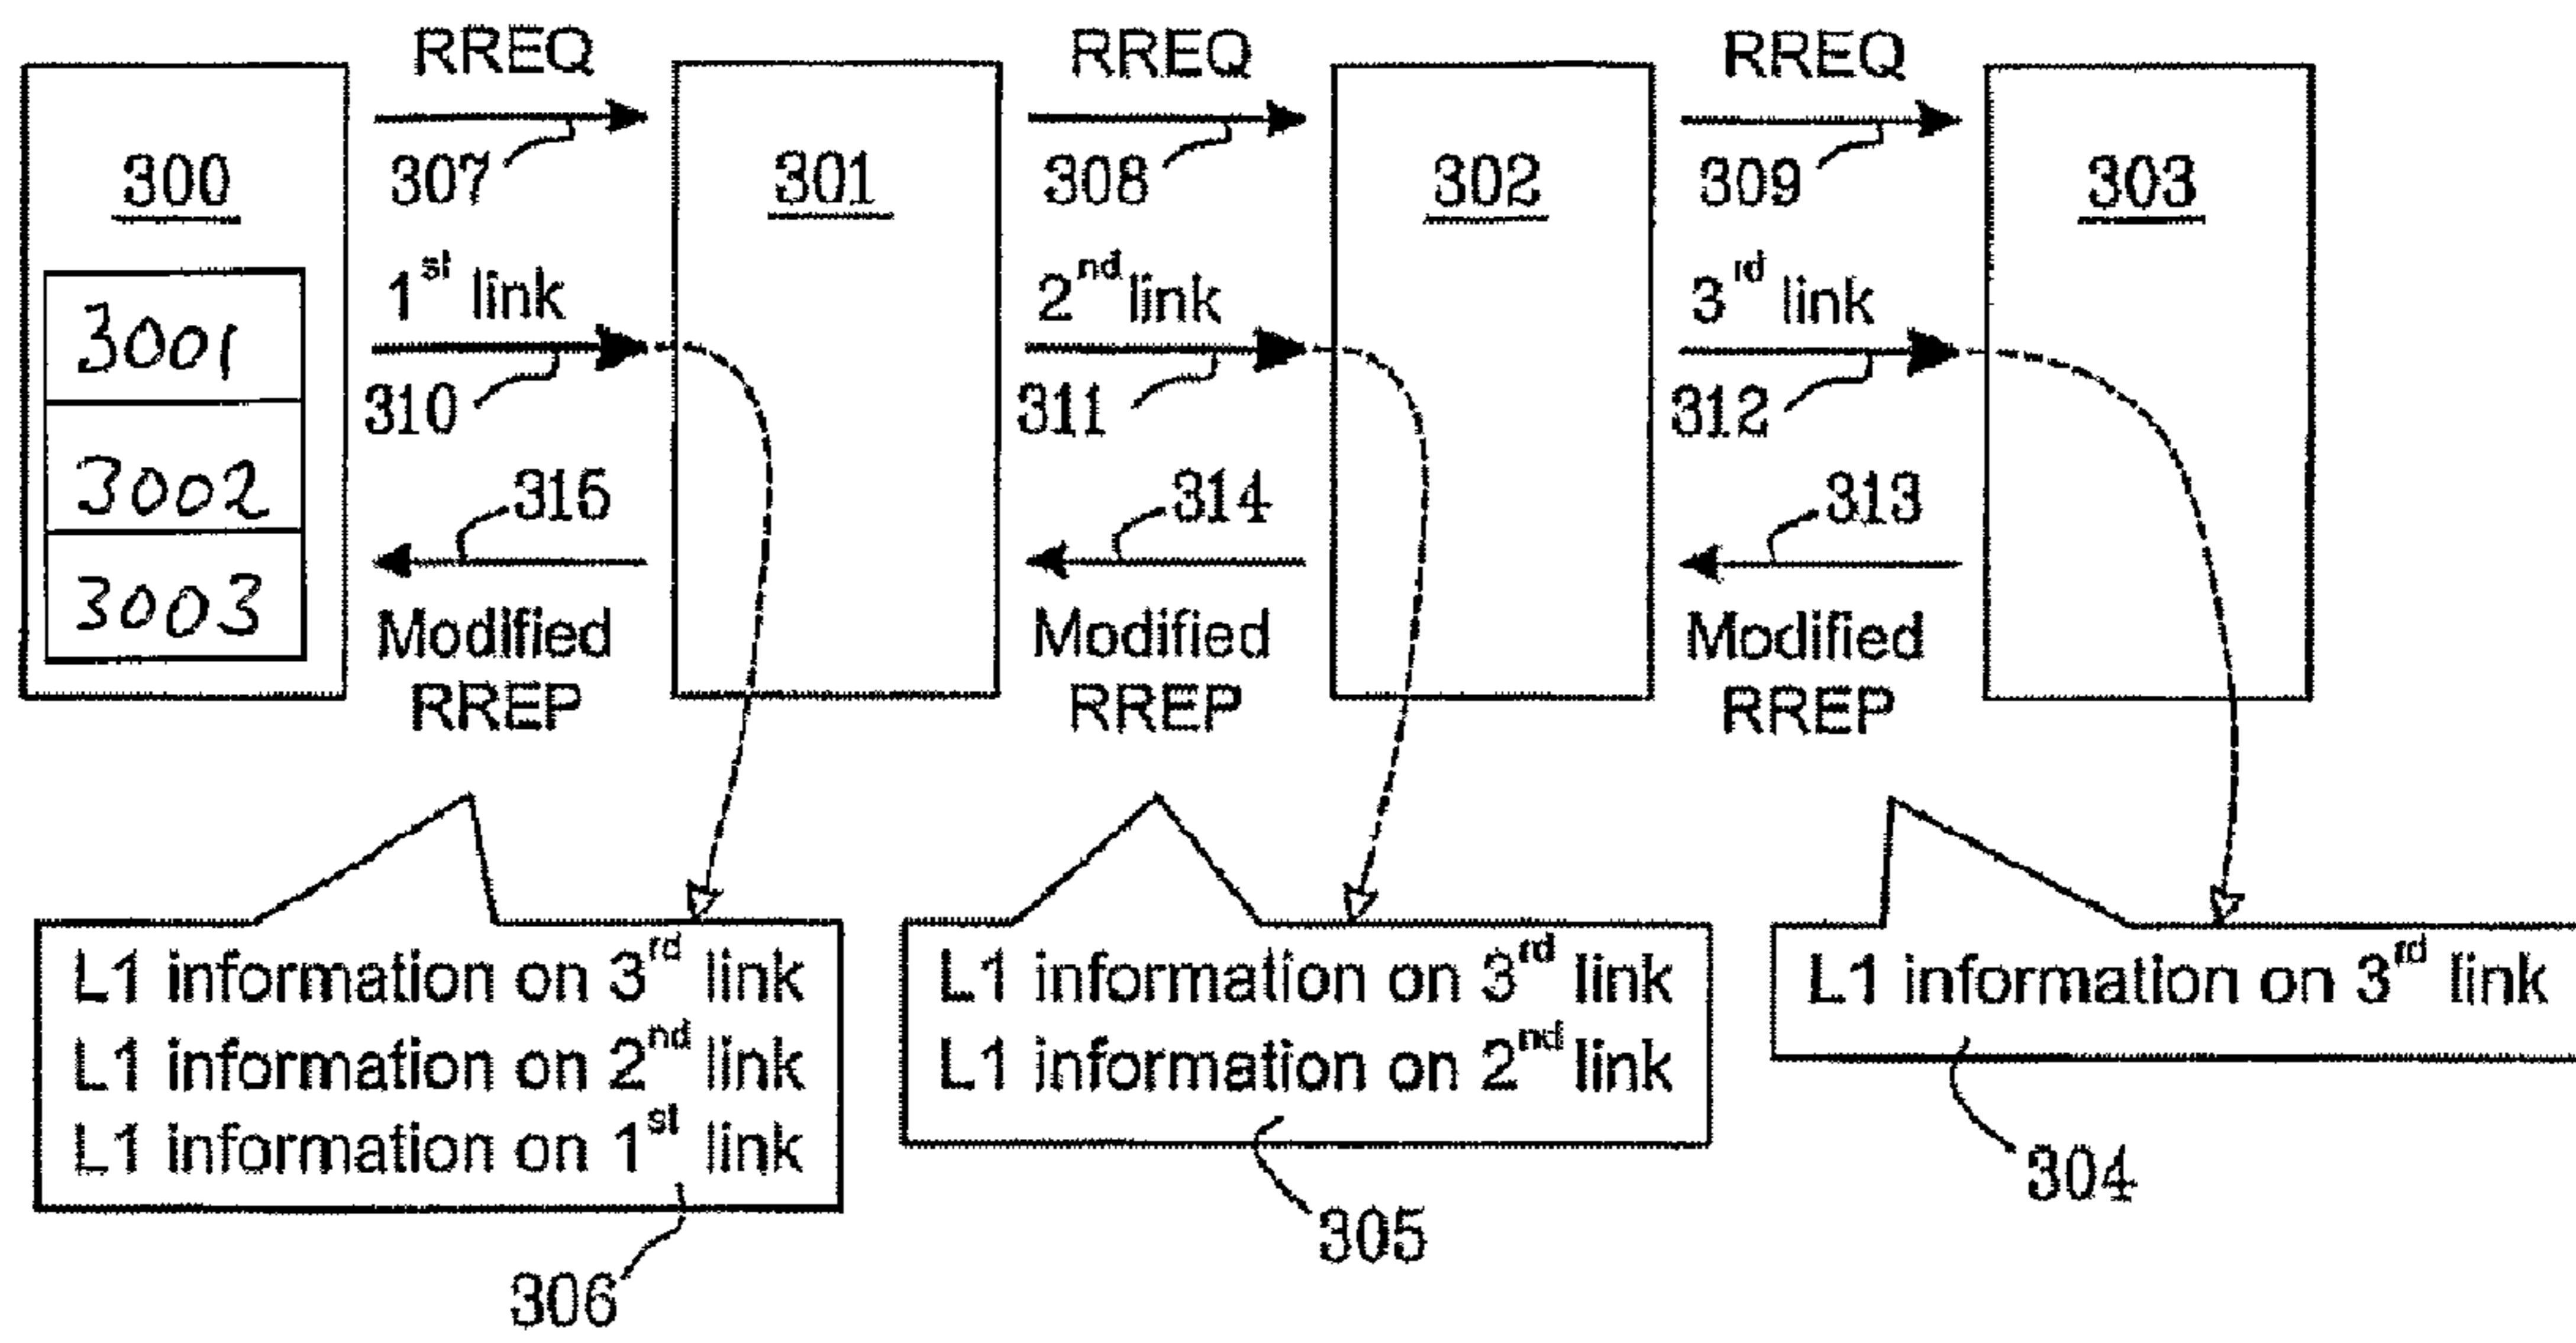 RREQ RREQ RREQ
300 307 301 308 302 309 303
1st link 2nd link 3rd link
3001 310 311 312
3002 315 314 313
3003 Modified Modified Modified
RREP RREP RREP
L1 information on 3rd link
L1 information on 2nd link
L1 information on 1st link
306
L1 information on 3rd link
L1 information on 2nd link
305
L1 information on 3rd link
304